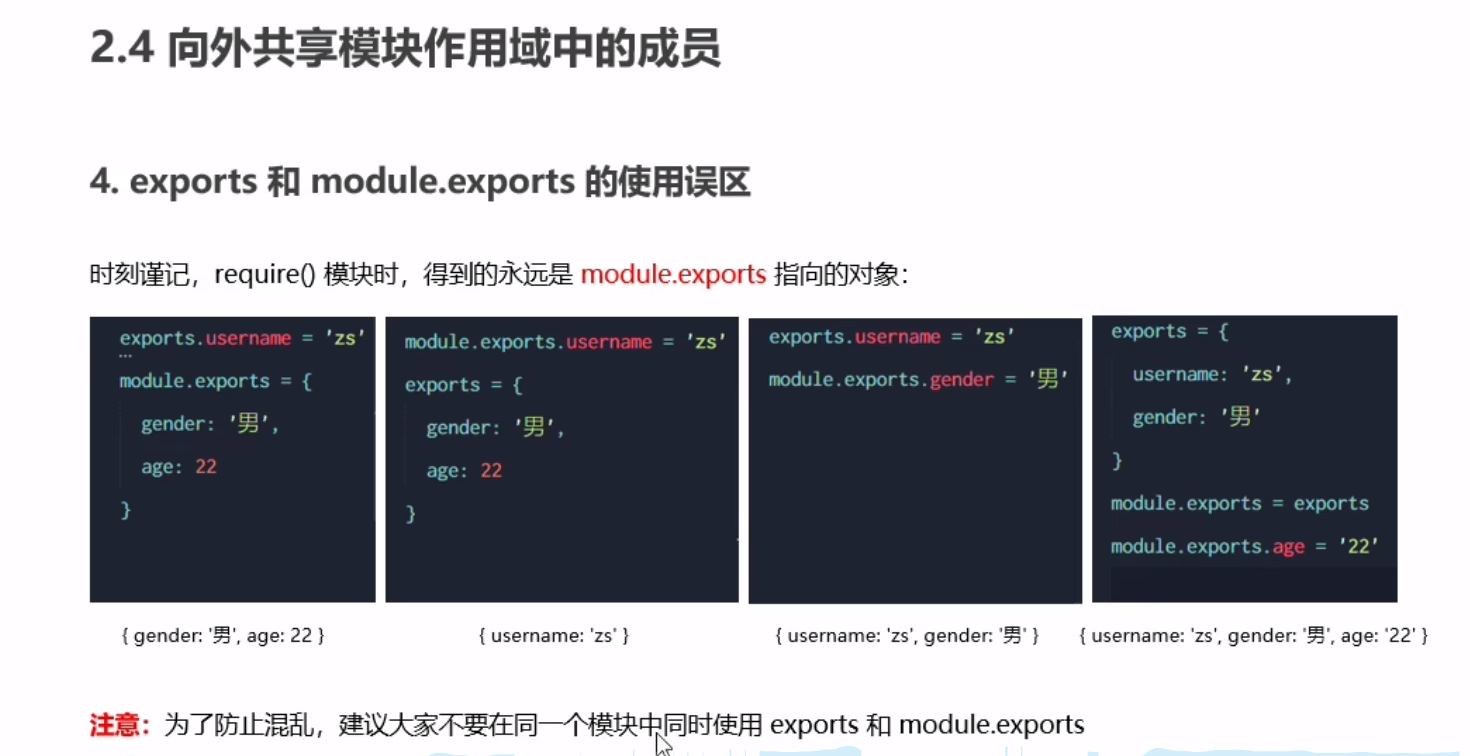 2.4 向外共享模块作用域中的成员
4. exports 和 module.exports 的使用误区
时刻谨记，require() 模块时，得到的永远是 module.exports 指向的对象：
exports.username = 'zs'
module.exports = {
gender: '男',
age: 22
}
{ gender: '男', age: 22 }
module.exports.username = 'zs'
exports = {
gender: '男',
age: 22
}
{ username: 'zs' }
exports.username = 'zs'
module.exports.gender = '男'
{ username: 'zs', gender: '男' }
exports = {
username: 'zs',
gender: '男'
}
module.exports = exports
module.exports.age = '22'
{ username: 'zs', gender: '男', age: '22' }
注意：为了防止混乱，建议大家不要在同一个模块中同时使用 exports 和 module.exports